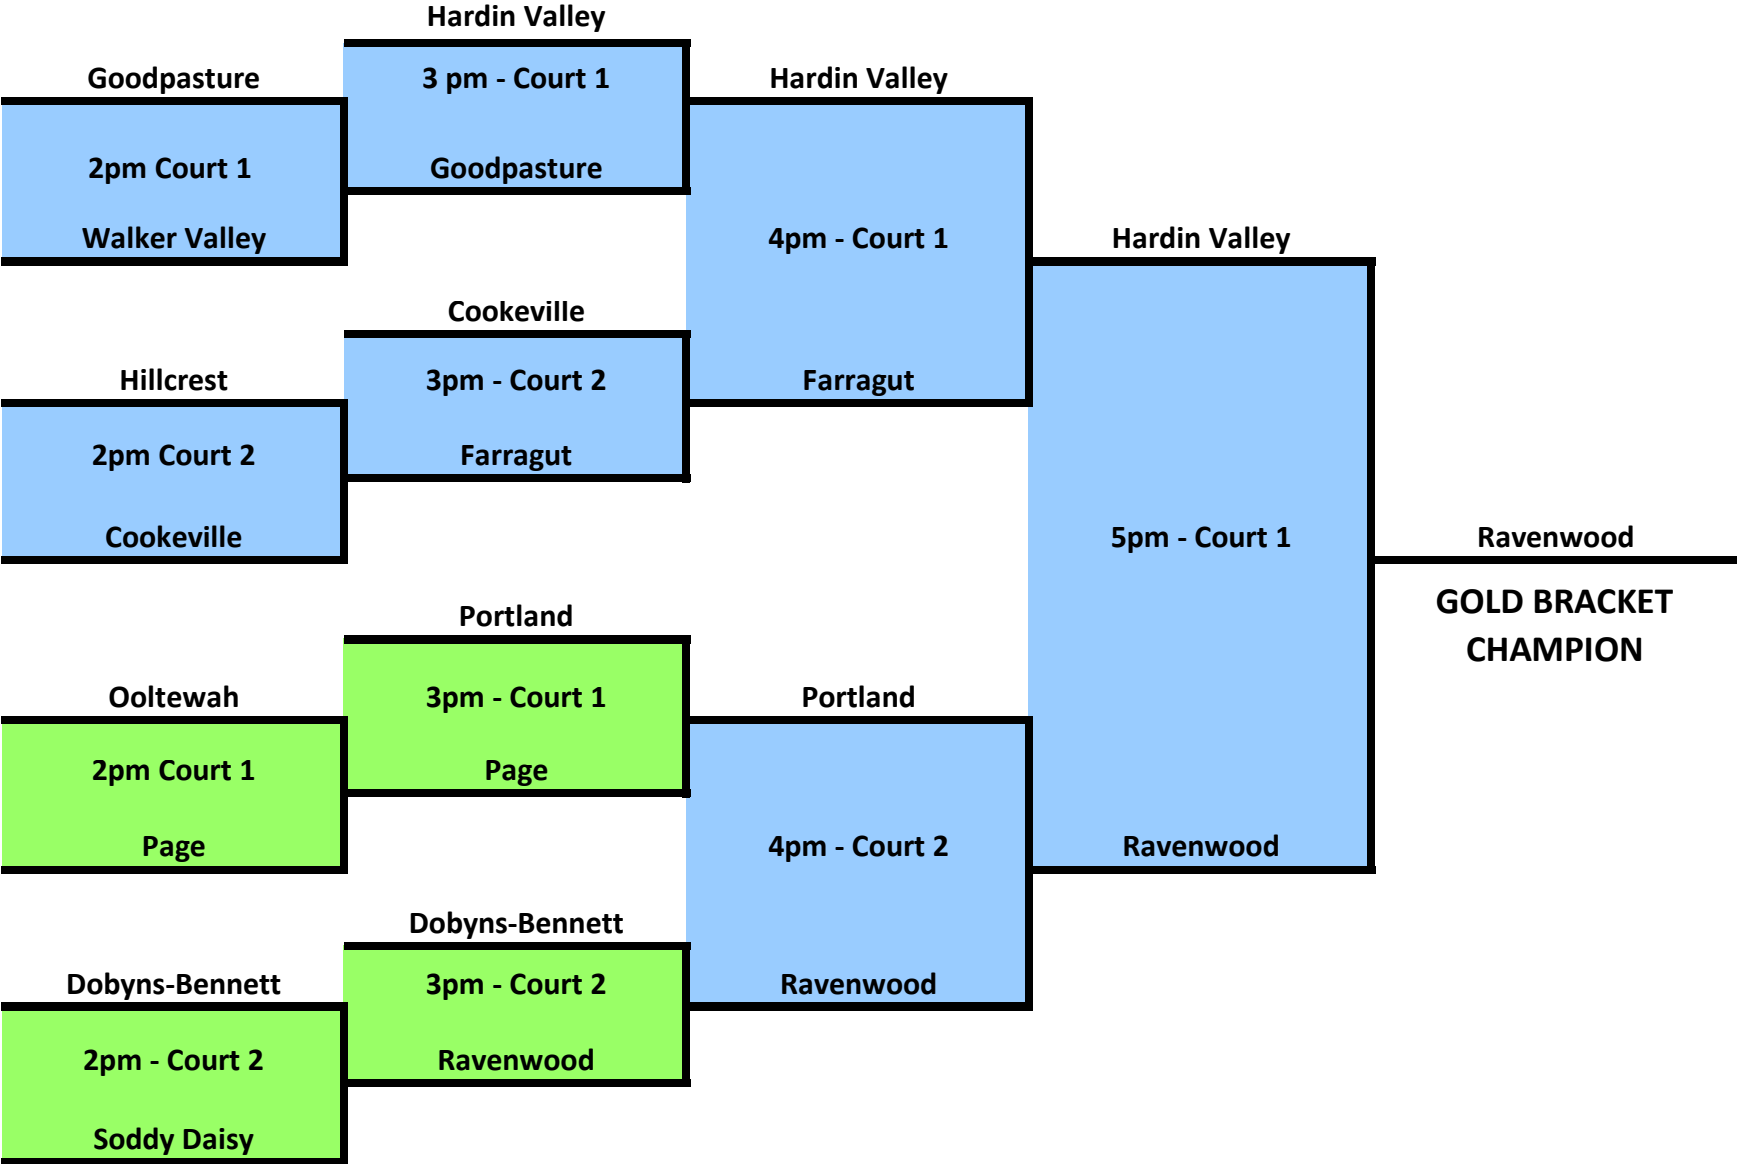 Hardin Valley
Goodpasture
3 pm - Court 1
Hardin Valley
2pm Court 1
Goodpasture
Walker Valley
4pm - Court 1
Hardin Valley
Cookeville
Hillcrest
3pm - Court 2
Farragut
2pm Court 2
Farragut
Cookeville
5pm - Court 1
Ravenwood
GOLD BRACKET
CHAMPION
Portland
Ooltewah
3pm - Court 1
Portland
2pm Court 1
Page
Page
4pm - Court 2
Ravenwood
Dobyns-Bennett
Dobyns-Bennett
3pm - Court 2
Ravenwood
2pm - Court 2
Ravenwood
Soddy Daisy